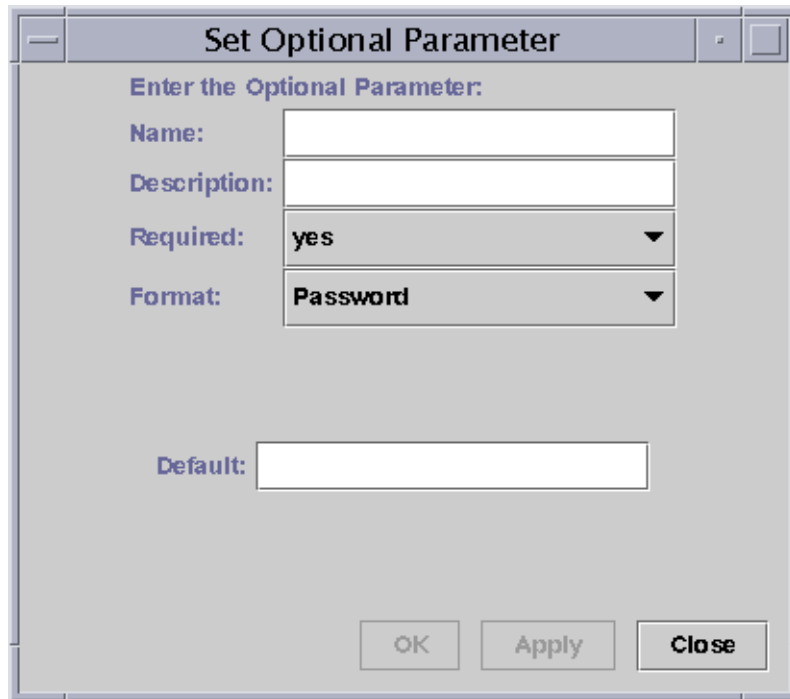 Set Optional Parameter
Enter the Optional Parameter:
Name:
Description:
Required: yes
Format: Password
Default:
OK Apply Close